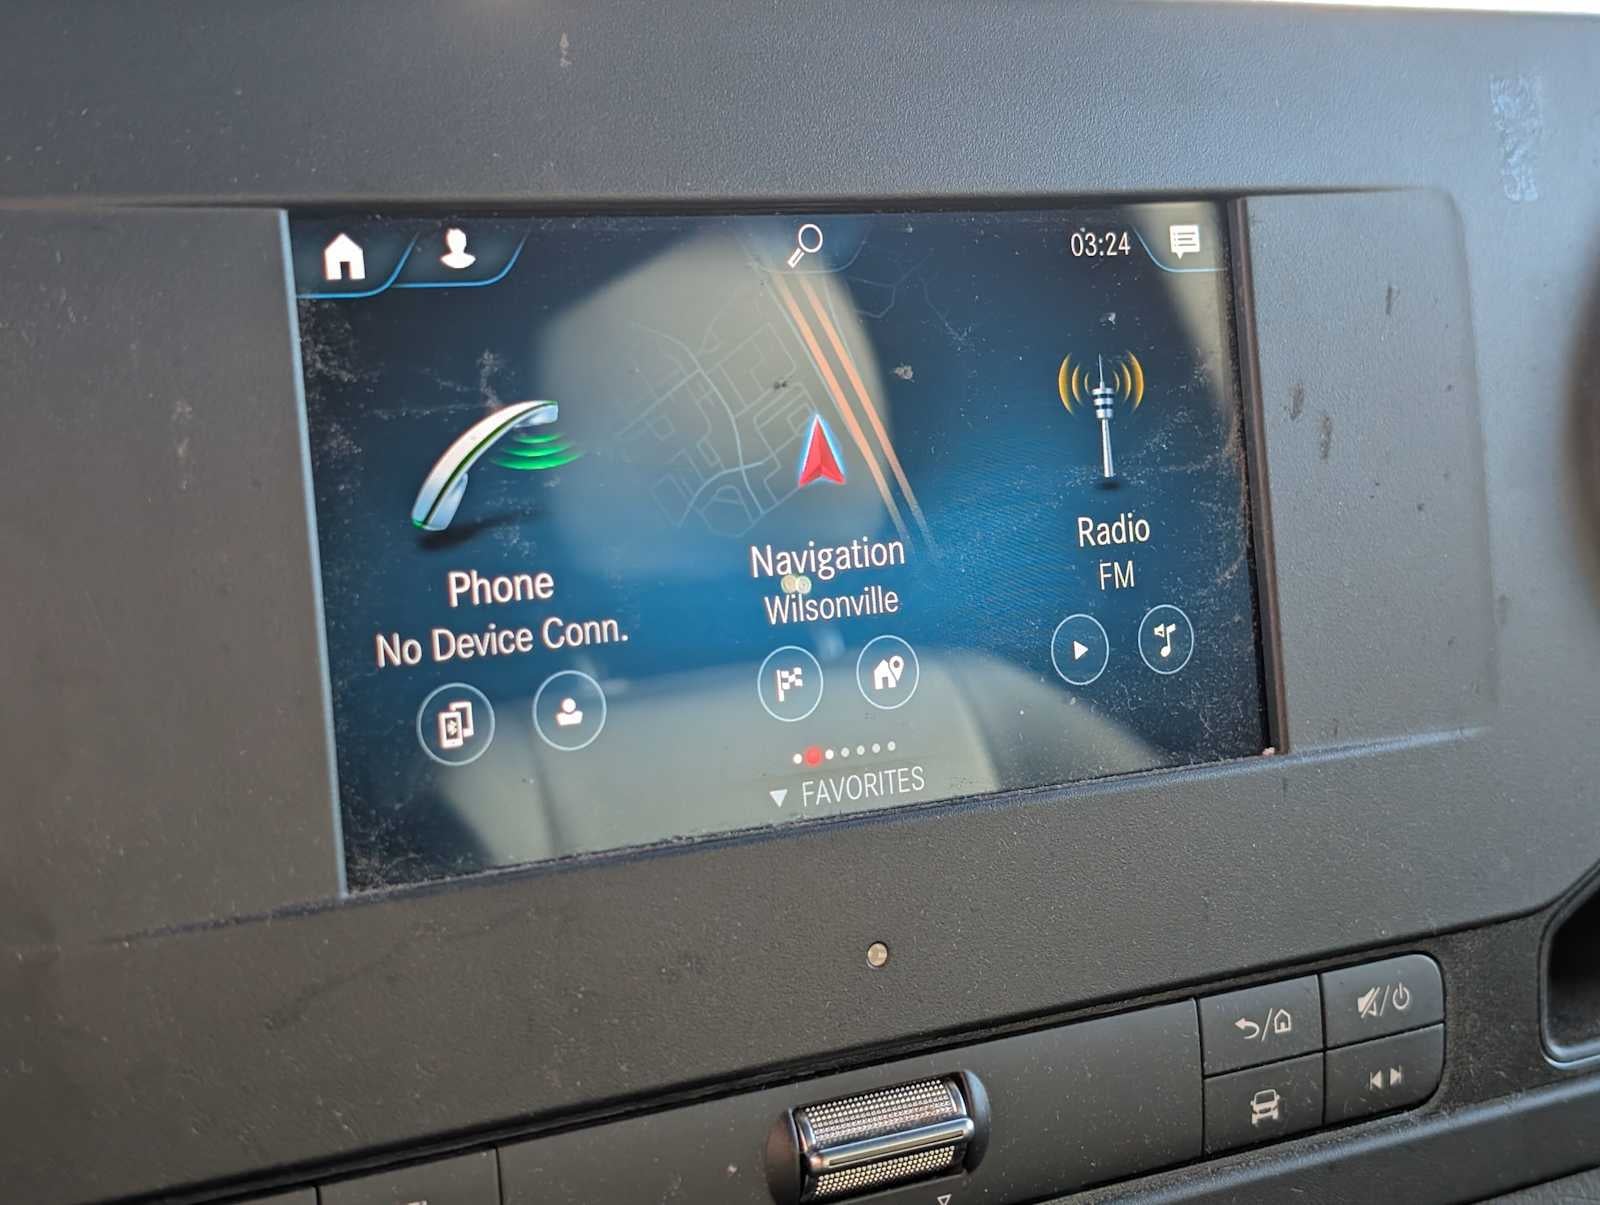 03:24
Phone
No Device Conn.
Navigation
Wilsonville
Radio
FM
FAVORITES